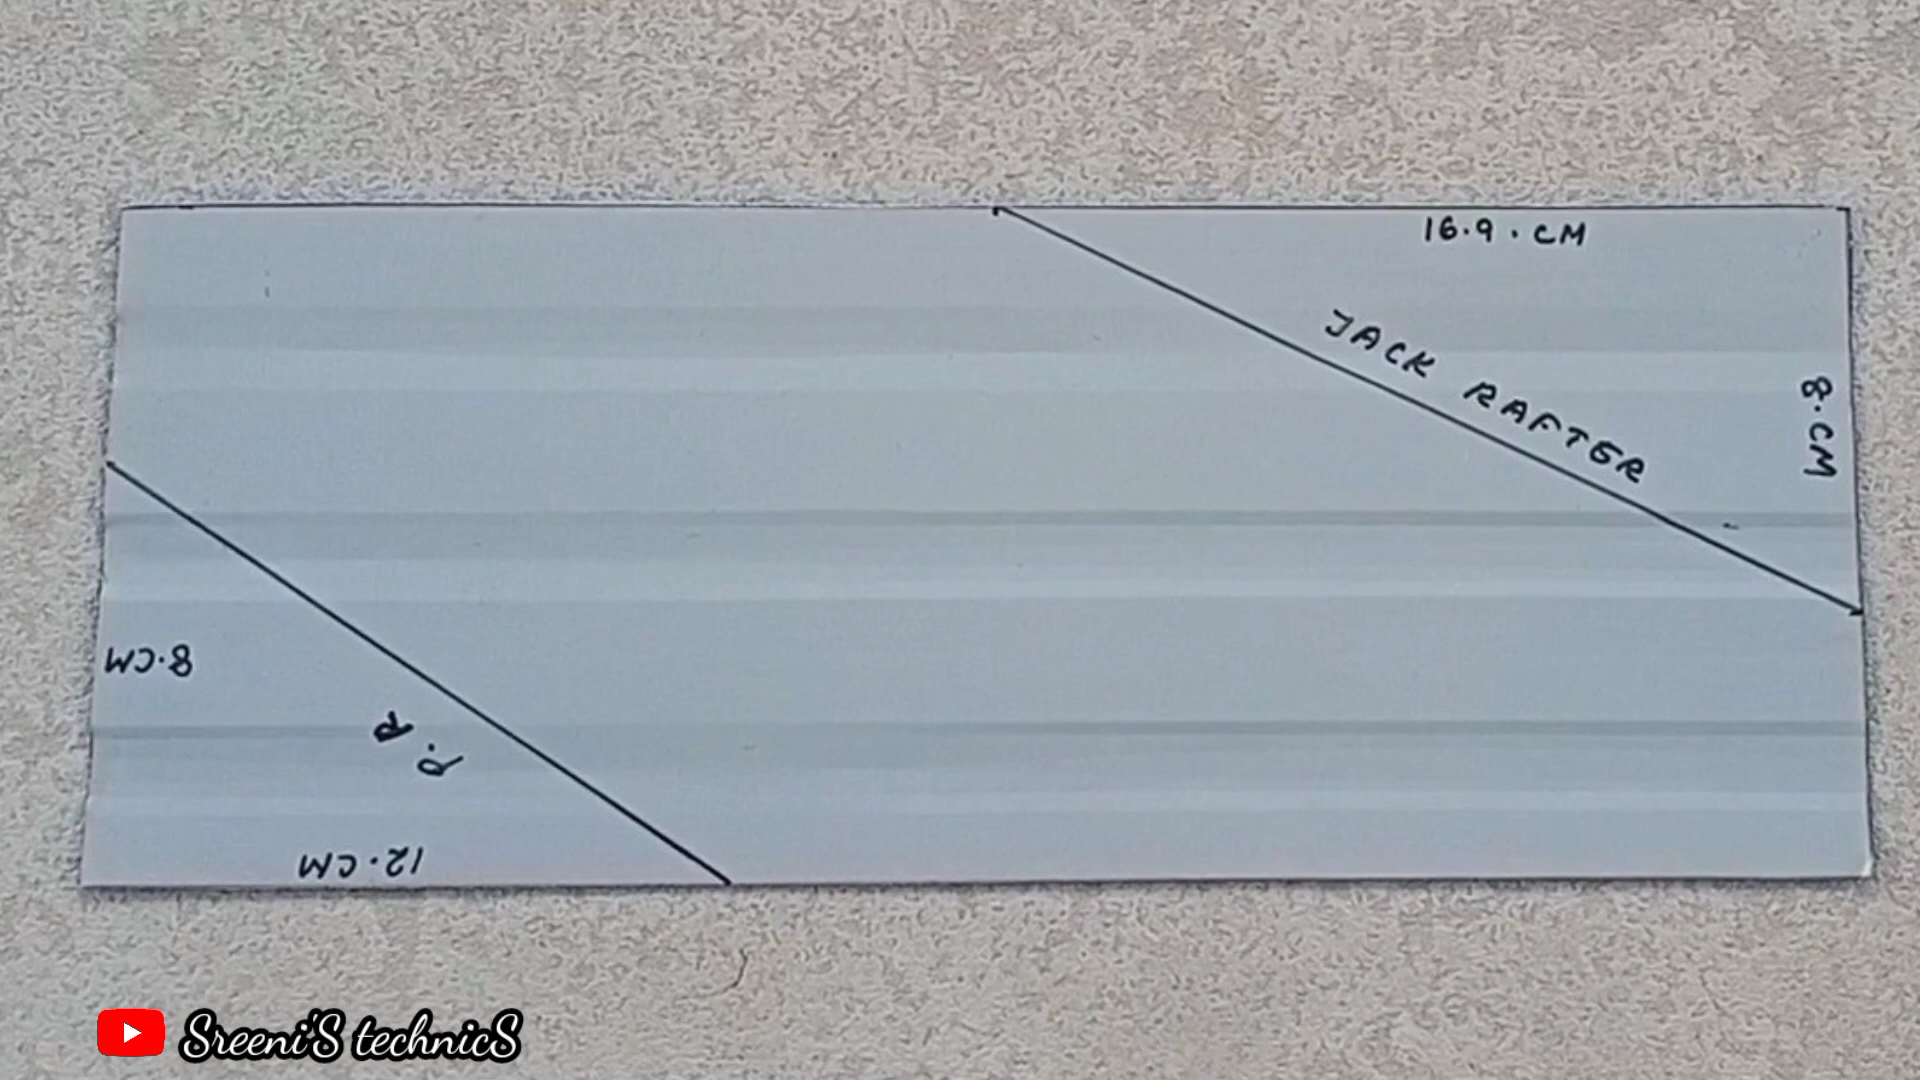 16.9.CM
JACK RAFTER
8.CM
8.CM
P.R
12.CM
Sreeni'S technicS